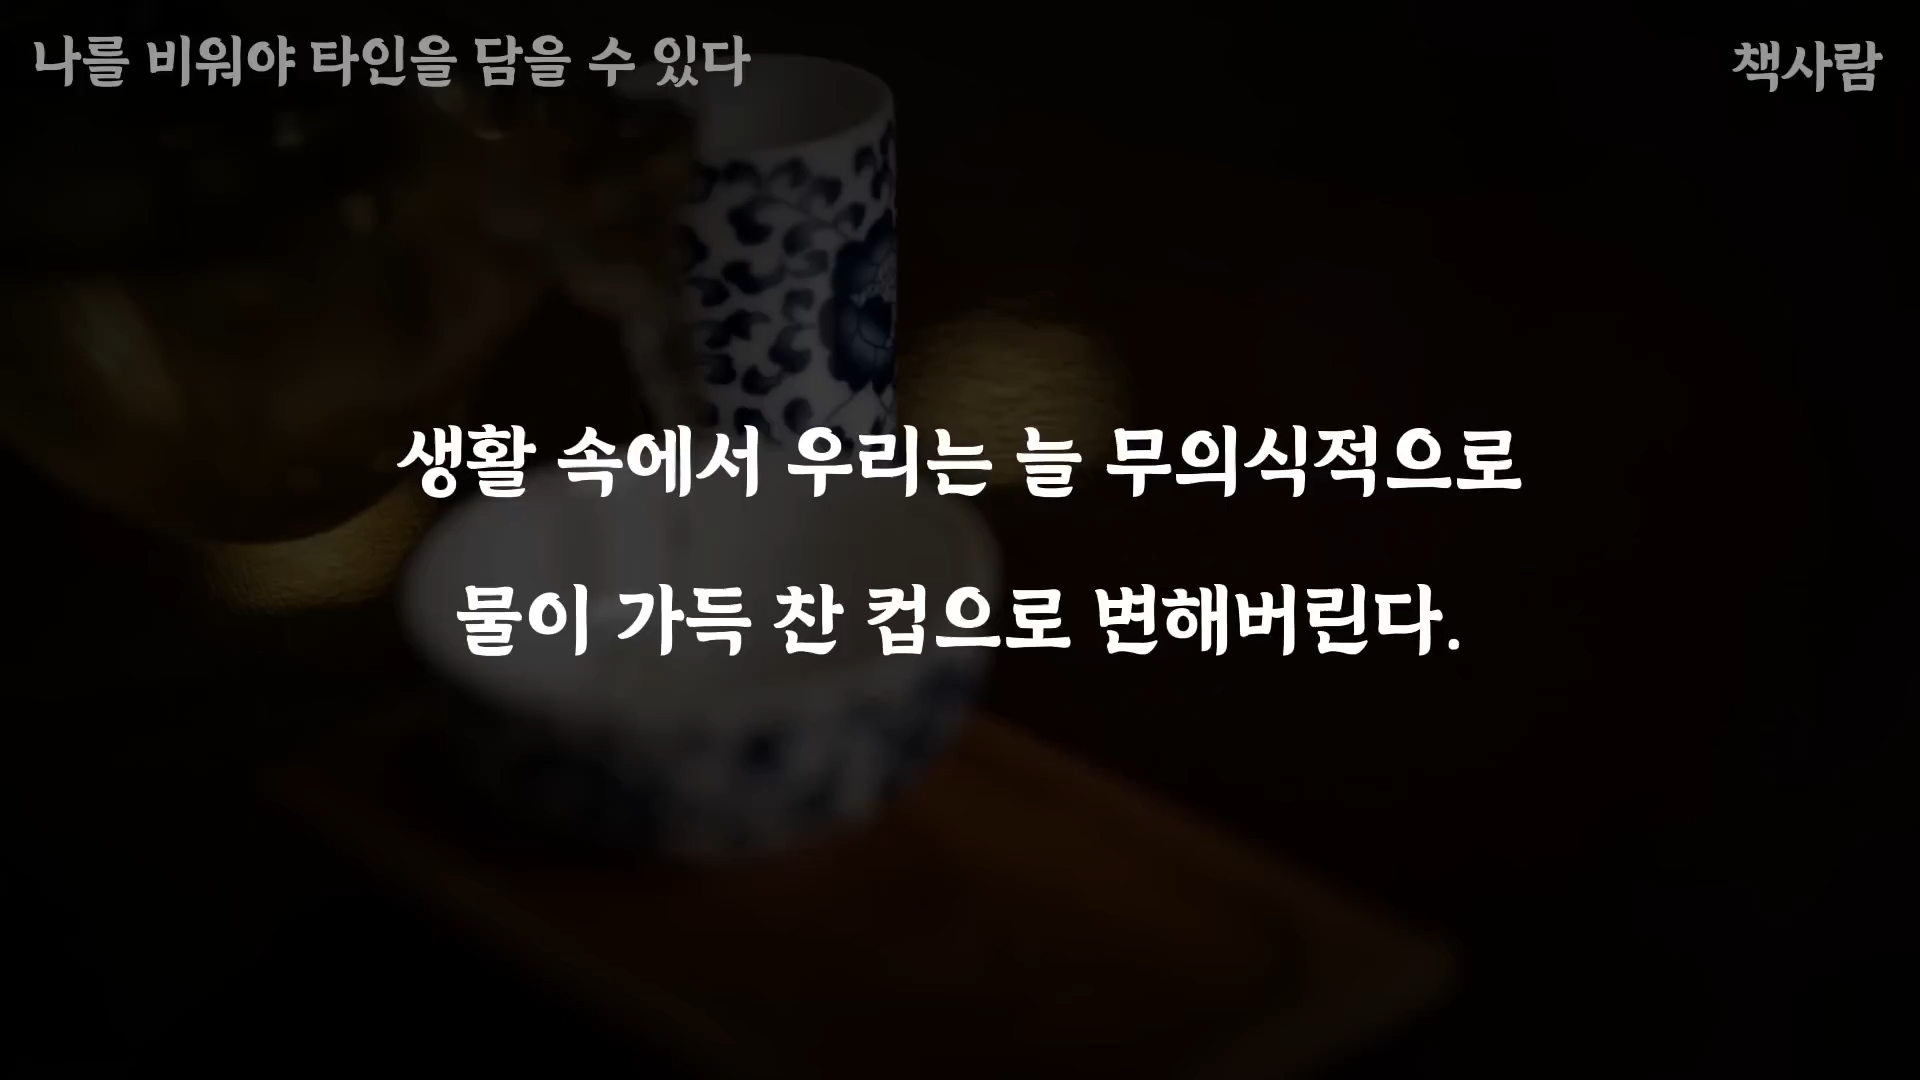 나를 비워야 타인을 담을 수 있다
책사람
생활 속에서 우리는 늘 무의식적으로
물이 가득 찬 컵으로 변해버린다.